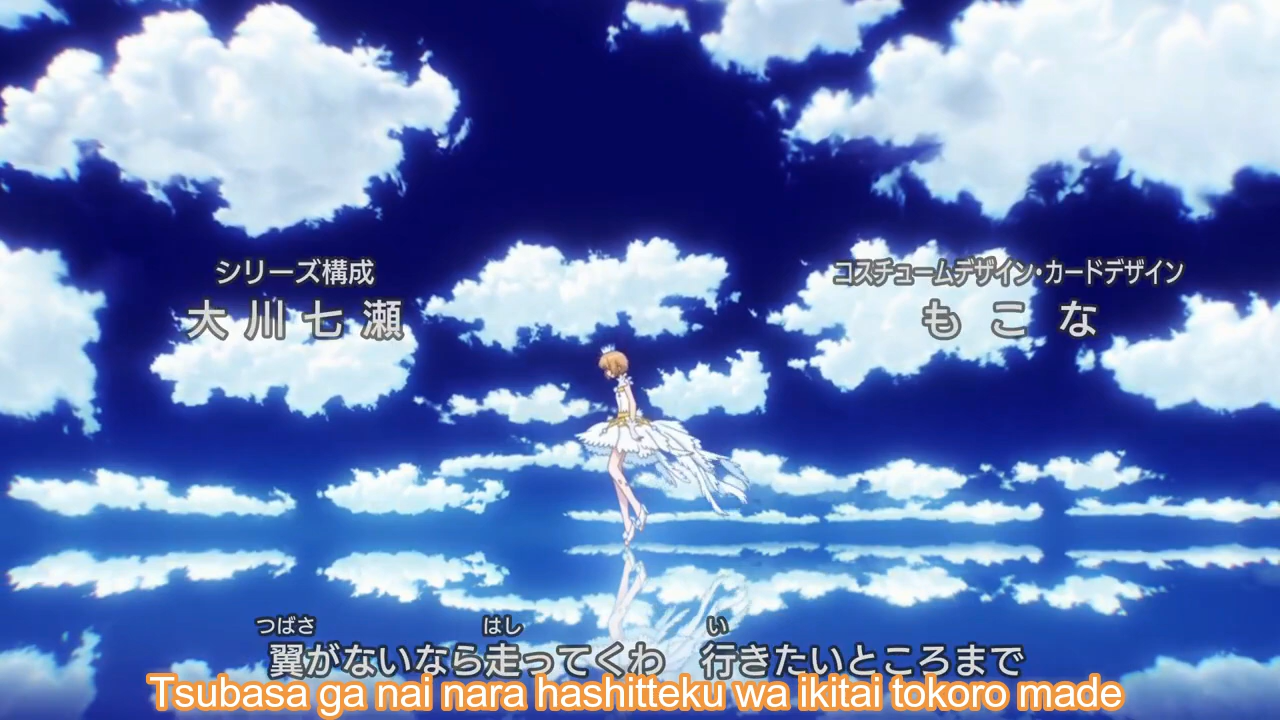 シリーズ構成
大川七瀬
コスチュームデザイン・カードデザイン
もこな
つばさ はし い
翼がないなら走ってくわ 行きたいところまで
Tsubasa ga nai nara hashitteku wa ikitai tokoro made